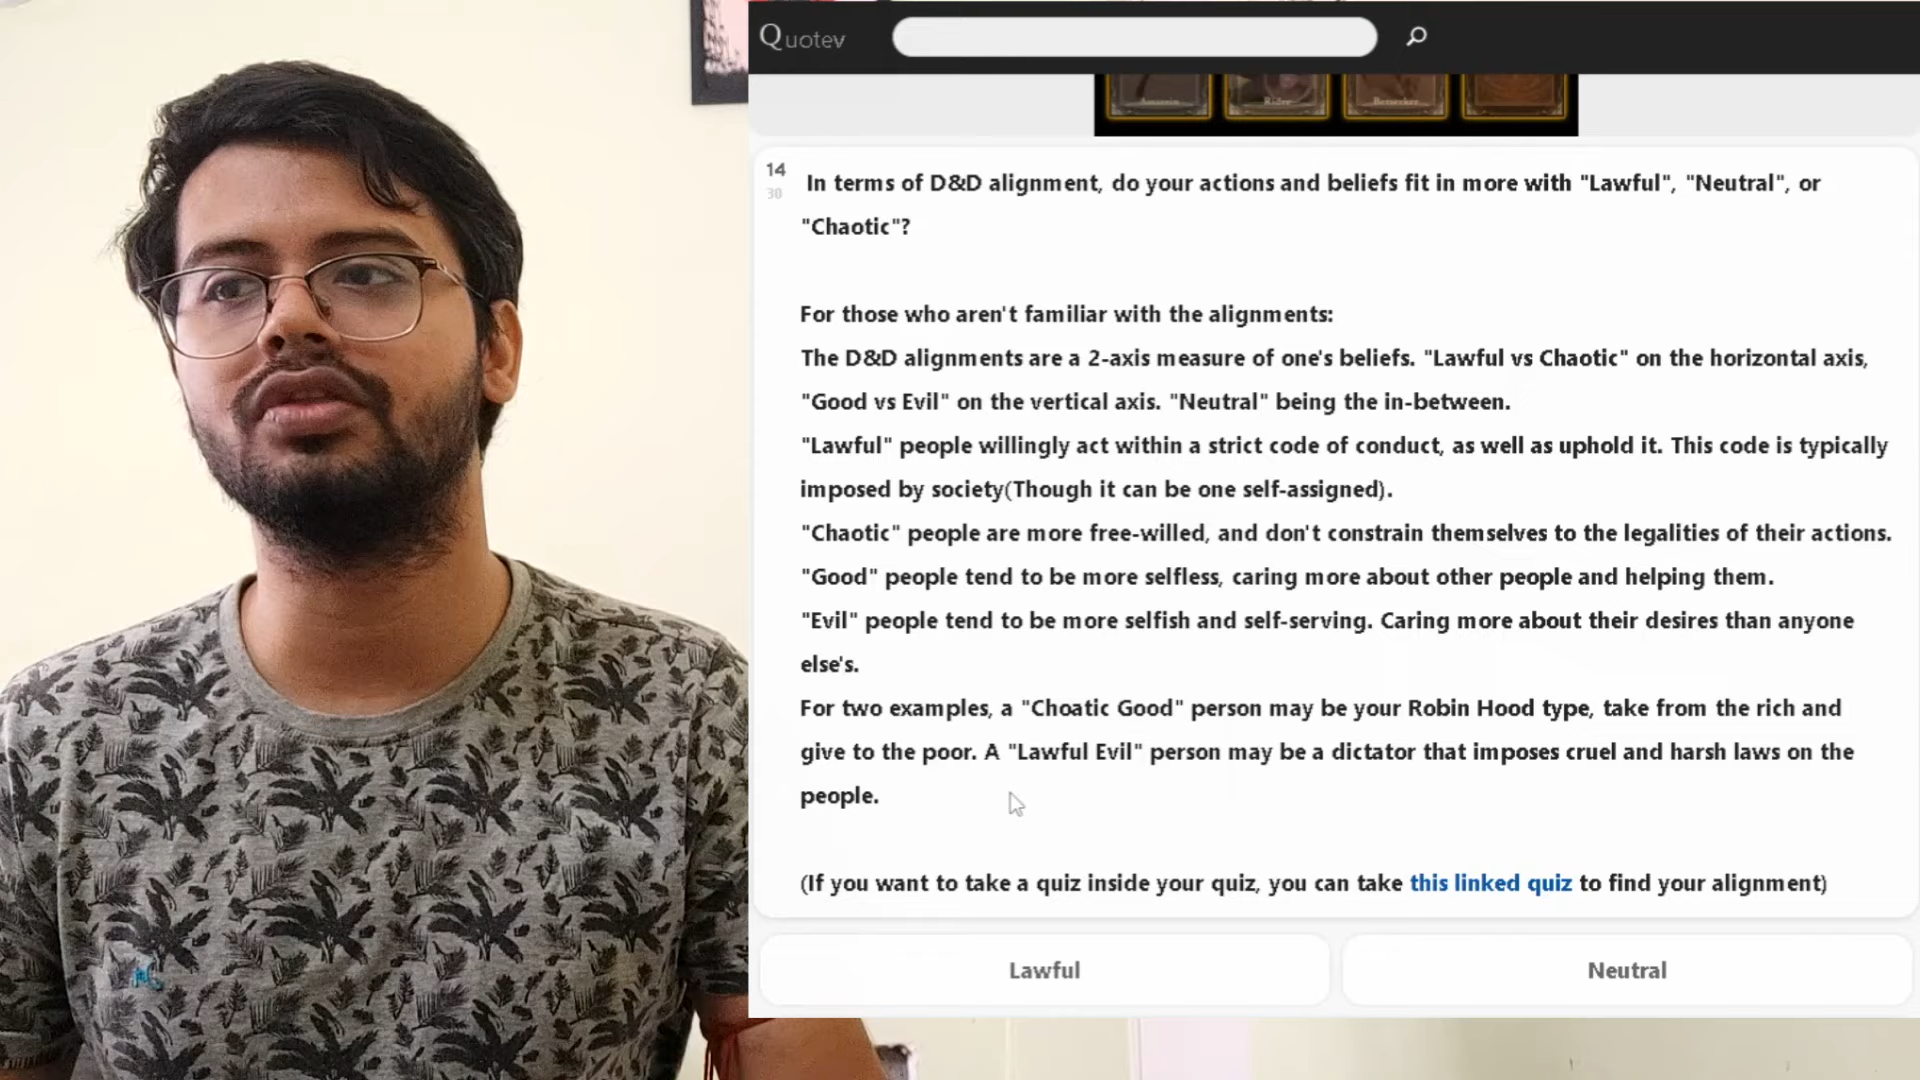 Quotev
Assassin Rider Berserker
14
30
In terms of D&D alignment, do your actions and beliefs fit in more with "Lawful", "Neutral", or
"Chaotic"?
For those who aren't familiar with the alignments:
The D&D alignments are a 2-axis measure of one's beliefs. "Lawful vs Chaotic" on the horizontal axis,
"Good vs Evil" on the vertical axis. "Neutral" being the in-between.
"Lawful" people willingly act within a strict code of conduct, as well as uphold it. This code is typically
imposed by society(Though it can be one self-assigned).
"Chaotic" people are more free-willed, and don't constrain themselves to the legalities of their actions.
"Good" people tend to be more selfless, caring more about other people and helping them.
"Evil" people tend to be more selfish and self-serving. Caring more about their desires than anyone
else's.
For two examples, a "Choatic Good" person may be your Robin Hood type, take from the rich and
give to the poor. A "Lawful Evil" person may be a dictator that imposes cruel and harsh laws on the
people.
(If you want to take a quiz inside your quiz, you can take this linked quiz to find your alignment)
Lawful
Neutral